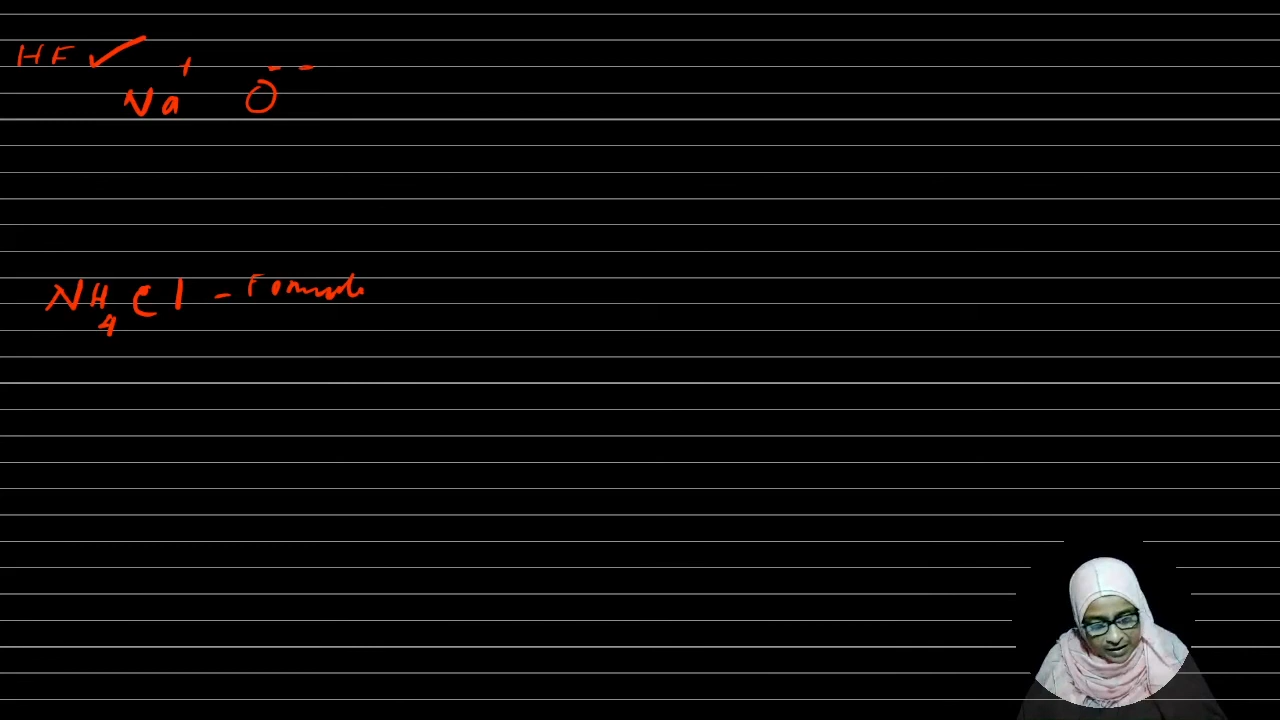 HF ✓
Na⁺ O⁻⁻
NH₄Cl - Formula